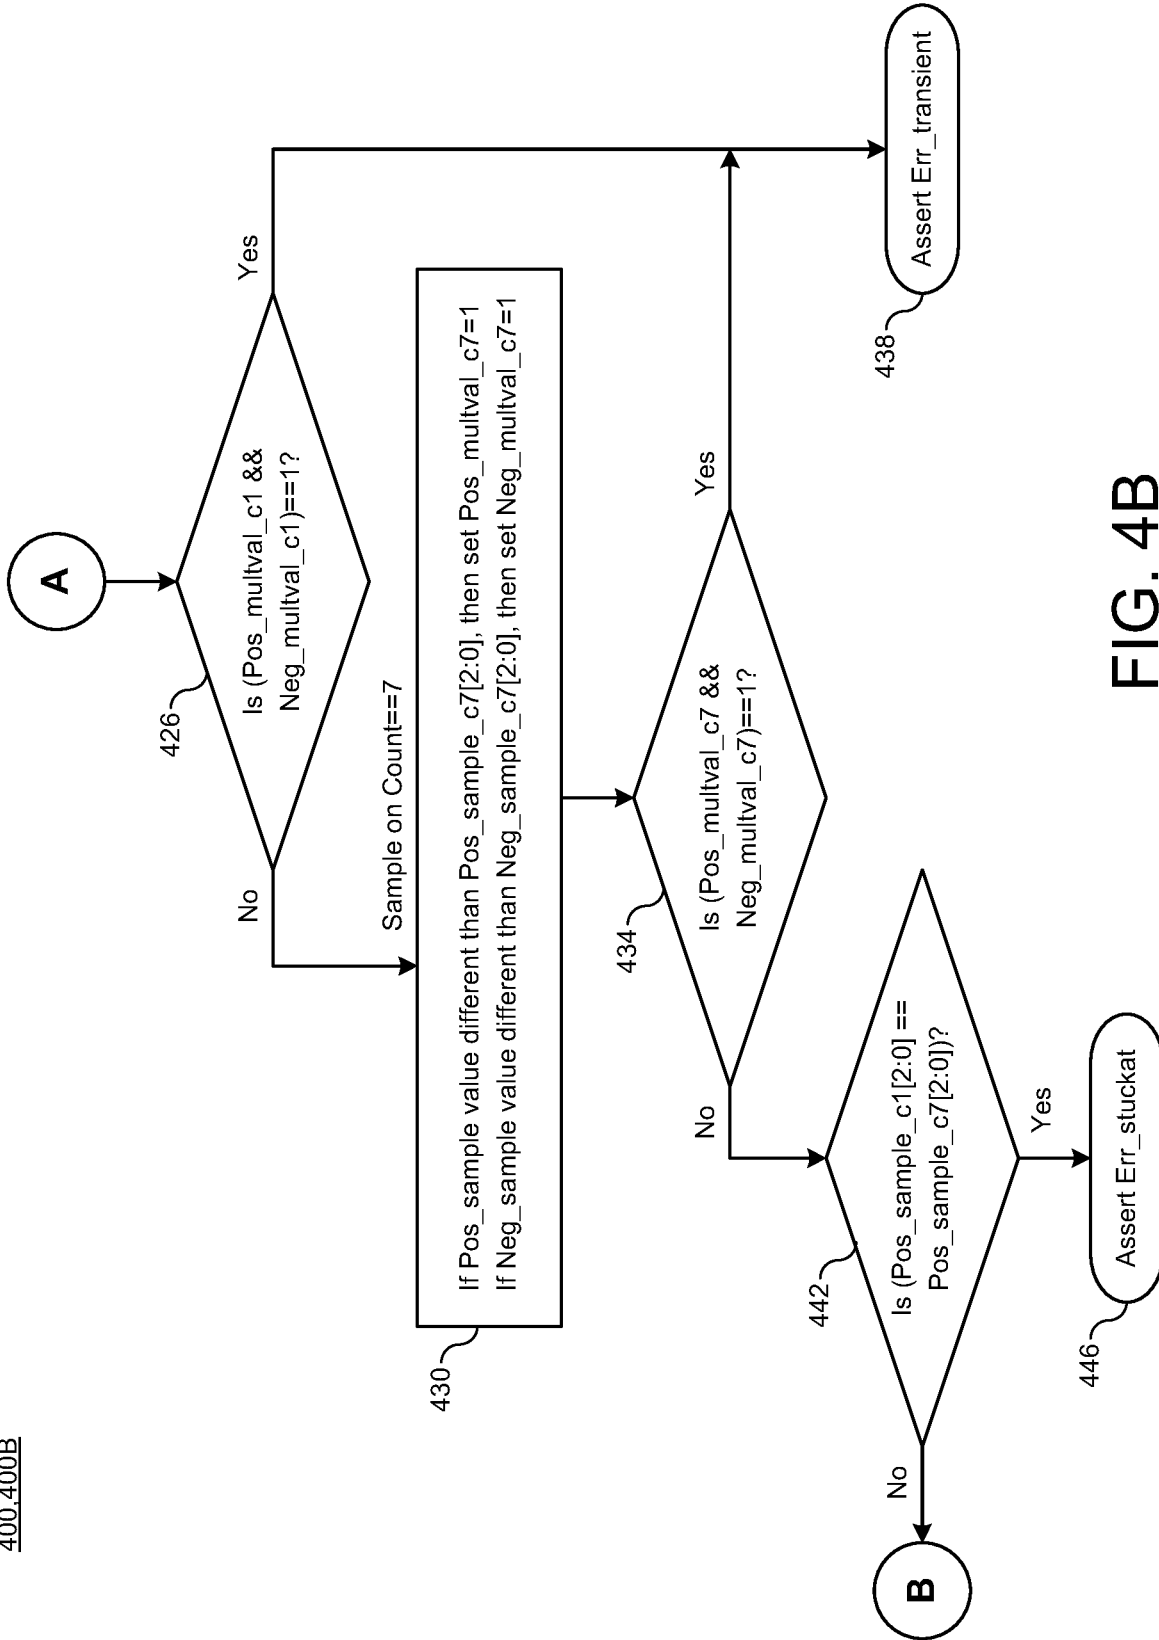 400,400B
A
426
Is (Pos_multval_c1 &&
Neg_multval_c1)==1?
Yes
No
Sample on Count==7
430
If Pos_sample value different than Pos_sample_c7[2:0], then set Pos_multval_c7=1
If Neg_sample value different than Neg_sample_c7[2:0], then set Neg_multval_c7=1
434
Is (Pos_multval_c7 &&
Neg_multval_c7)==1?
Yes
No
438
Assert Err_transient
442
Is (Pos_sample_c1[2:0] ==
Pos_sample_c7[2:0])?
No
B
Yes
446
Assert Err_stuckat
FIG. 4B